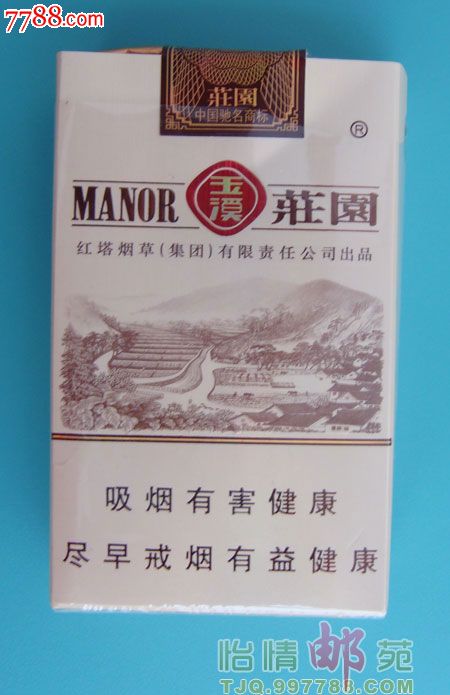 7788.com
莊園
中国驰名商标
®
MANOR 玉溪 莊園
红塔烟草(集团)有限责任公司出品
吸烟有害健康
尽早戒烟有益健康
怡情邮苑
TJQ.997788.COM